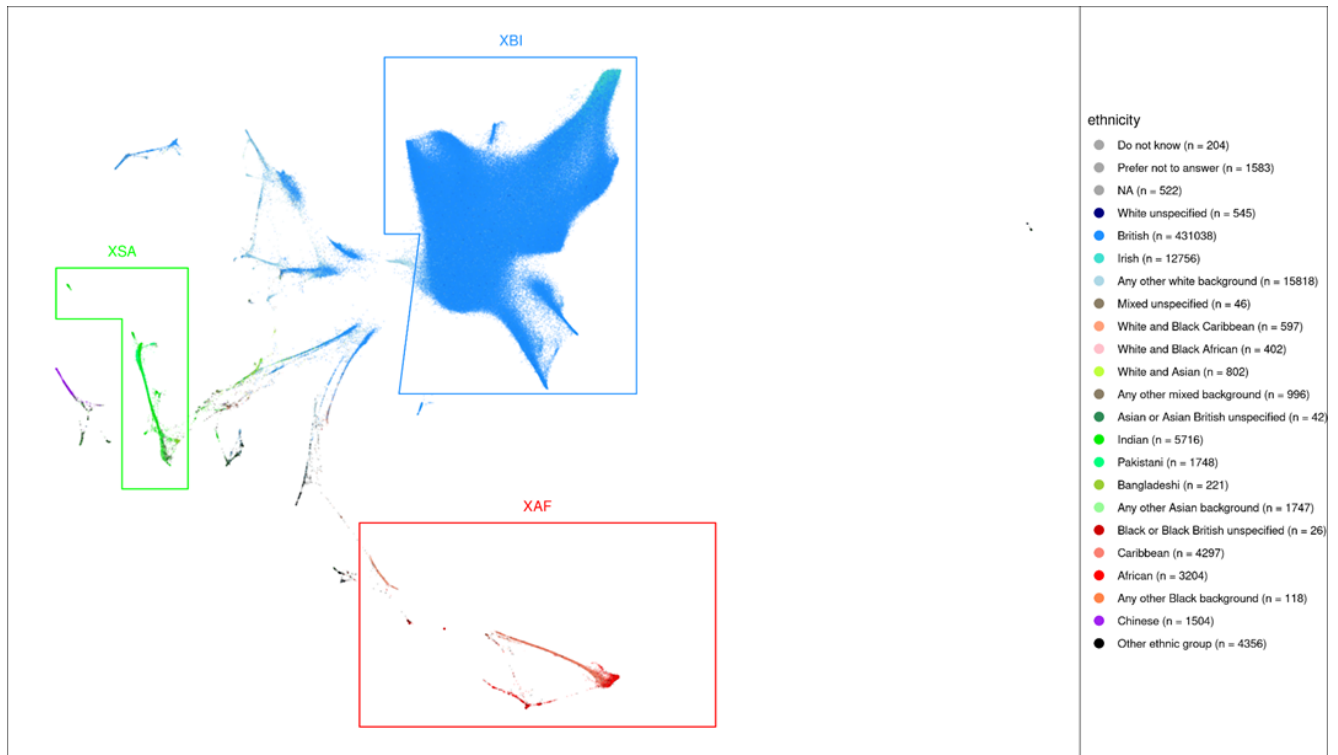 XBI
XSA
XAF
ethnicity
Do not know (n = 204)
Prefer not to answer (n = 1583)
NA (n = 522)
White unspecified (n = 545)
British (n = 431038)
Irish (n = 12756)
Any other white background (n = 15818)
Mixed unspecified (n = 46)
White and Black Caribbean (n = 597)
White and Black African (n = 402)
White and Asian (n = 802)
Any other mixed background (n = 996)
Asian or Asian British unspecified (n = 42)
Indian (n = 5716)
Pakistani (n = 1748)
Bangladeshi (n = 221)
Any other Asian background (n = 1747)
Black or Black British unspecified (n = 26)
Caribbean (n = 4297)
African (n = 3204)
Any other Black background (n = 118)
Chinese (n = 1504)
Other ethnic group (n = 4356)